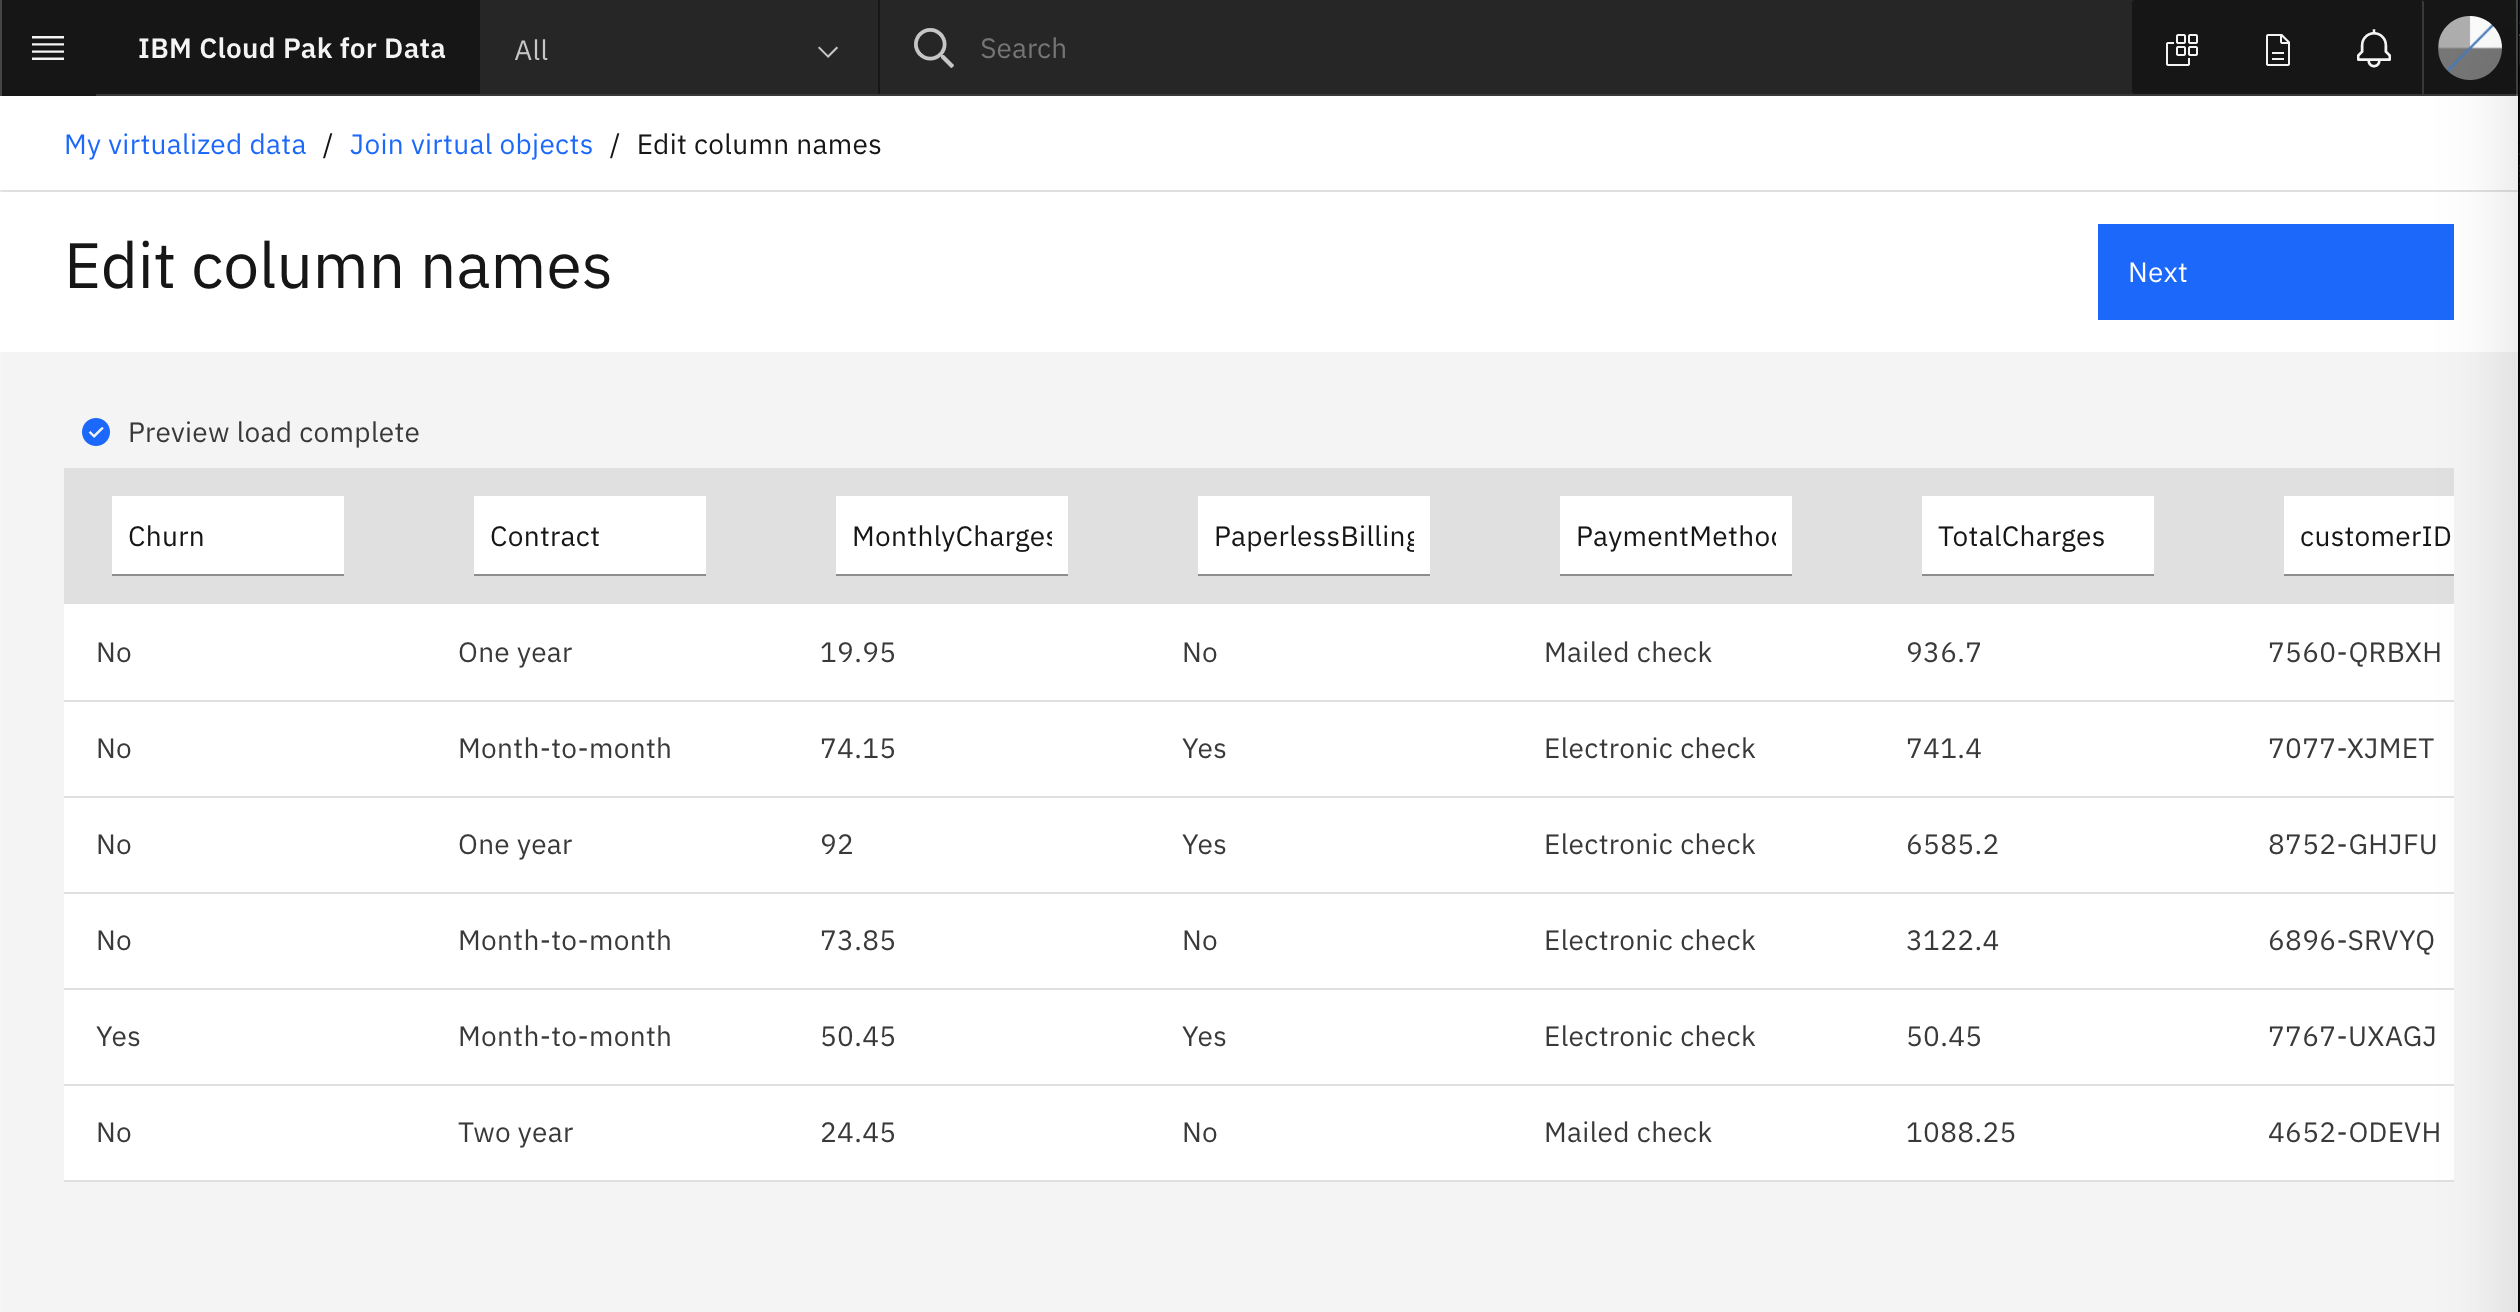 IBM Cloud Pak for Data All Search
My virtualized data / Join virtual objects / Edit column names
Edit column names Next
Preview load complete
Churn Contract MonthlyCharges PaperlessBilling PaymentMethod TotalCharges customerID
No One year 19.95 No Mailed check 936.7 7560-QRBXH
No Month-to-month 74.15 Yes Electronic check 741.4 7077-XJMET
No One year 92 Yes Electronic check 6585.2 8752-GHJFU
No Month-to-month 73.85 No Electronic check 3122.4 6896-SRVYQ
Yes Month-to-month 50.45 Yes Electronic check 50.45 7767-UXAGJ
No Two year 24.45 No Mailed check 1088.25 4652-ODEVH